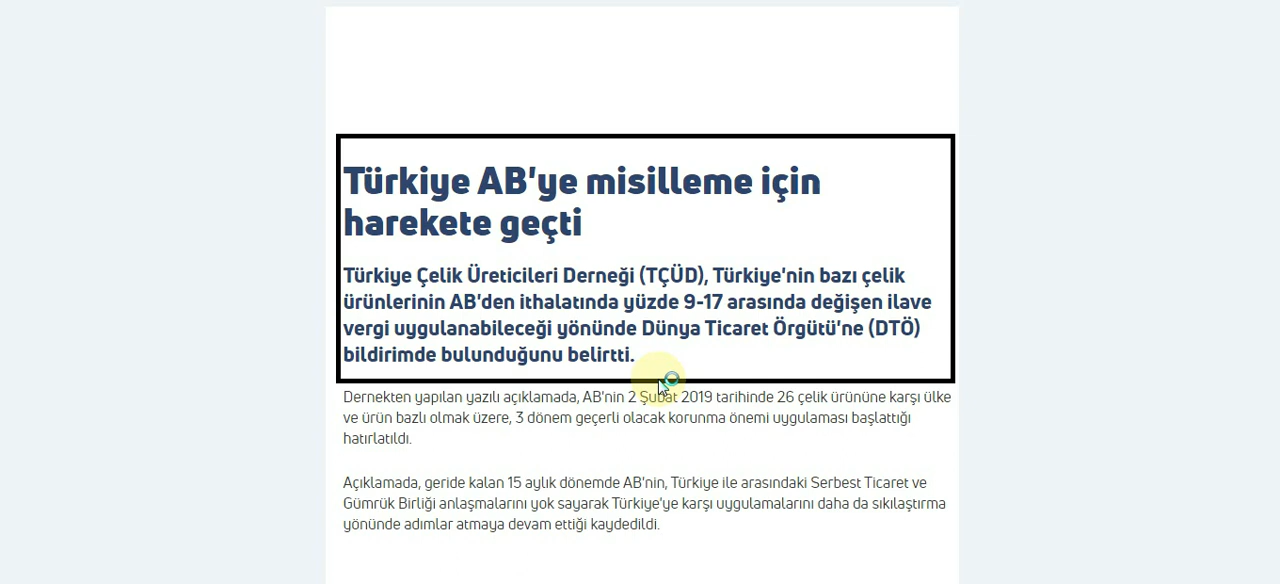 Türkiye AB'ye misilleme için
harekete geçti
Türkiye Çelik Üreticileri Derneği (TÇÜD), Türkiye'nin bazı çelik
ürünlerinin AB'den ithalatında yüzde 9-17 arasında değişen ilave
vergi uygulanabileceği yönünde Dünya Ticaret Örgütü'ne (DTÖ)
bildirimde bulunduğunu belirtti.
Dernekten yapılan yazılı açıklamada, AB'nin 2 Şubat 2019 tarihinde 26 çelik ürününe karşı ülke
ve ürün bazlı olmak üzere, 3 dönem geçerli olacak korunma önemi uygulaması başlattığı
hatırlatıldı.
Açıklamada, geride kalan 15 aylık dönemde AB'nin, Türkiye ile arasındaki Serbest Ticaret ve
Gümrük Birliği anlaşmalarını yok sayarak Türkiye'ye karşı uygulamalarını daha da sıkılaştırma
yönünde adımlar atmaya devam ettiği kaydedildi.